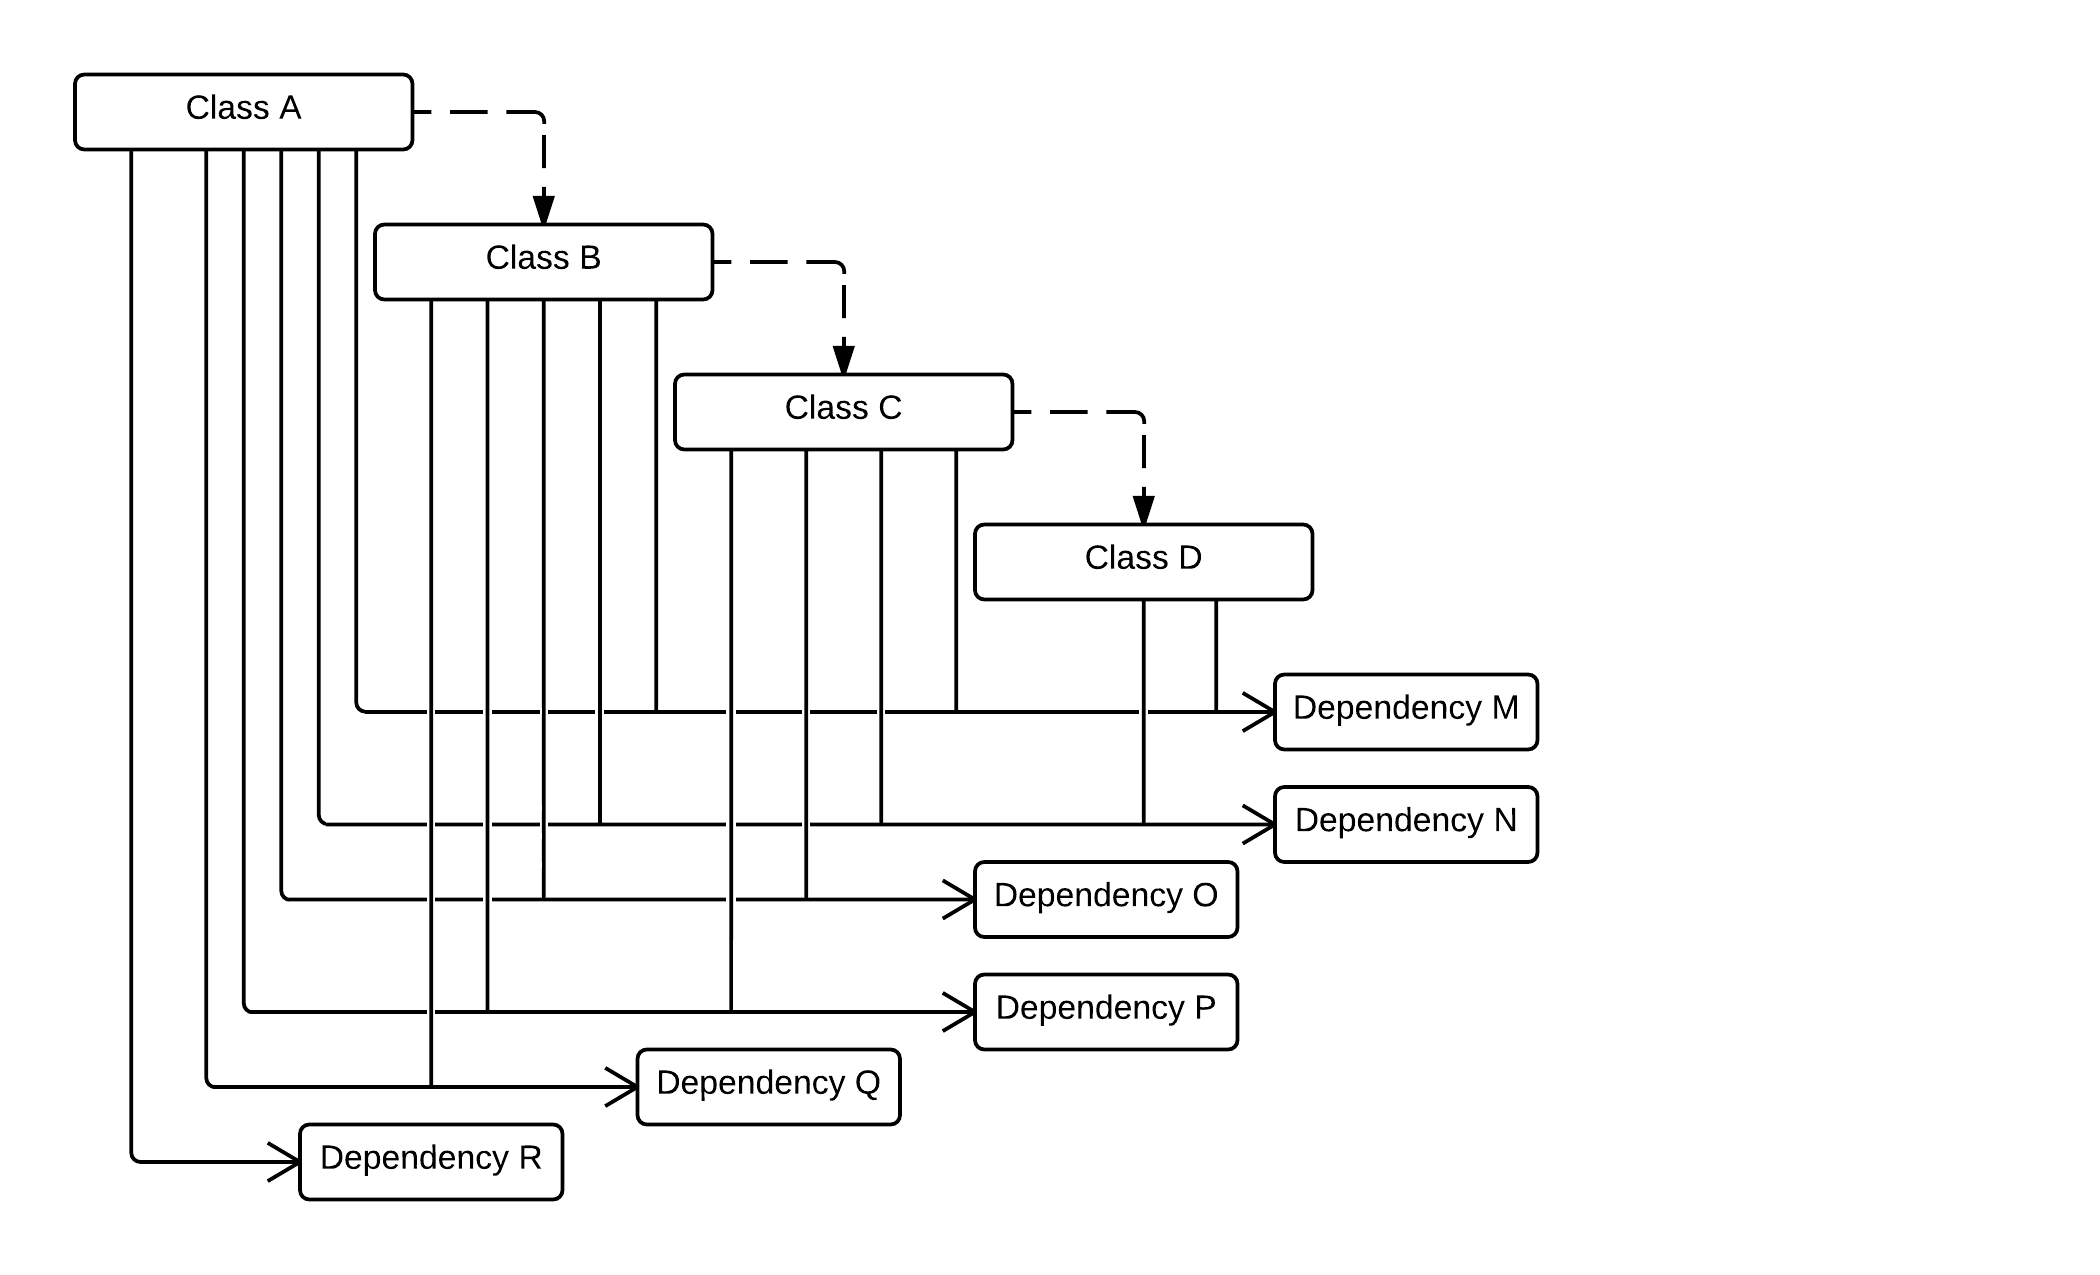 Class A
Class B
Class C
Class D
Dependency M
Dependency N
Dependency O
Dependency P
Dependency Q
Dependency R